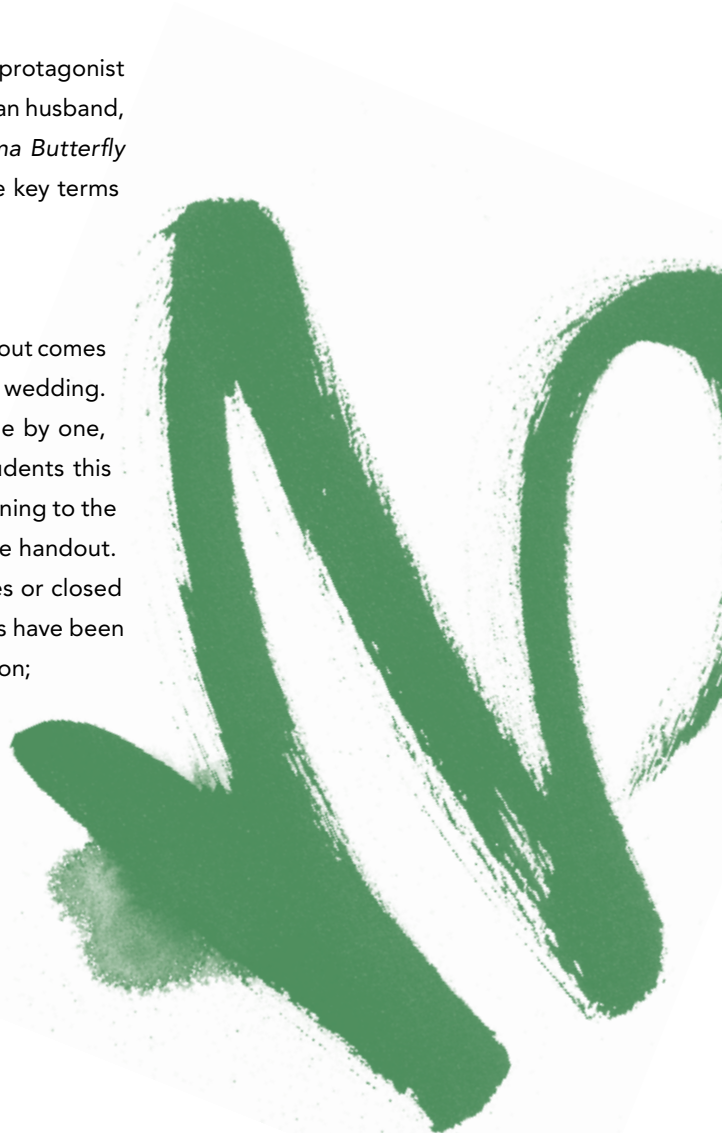 protagonist
an husband,
na Butterfly
e key terms
out comes
wedding.
e by one,
udents this
ning to the
e handout.
es or closed
s have been
on;